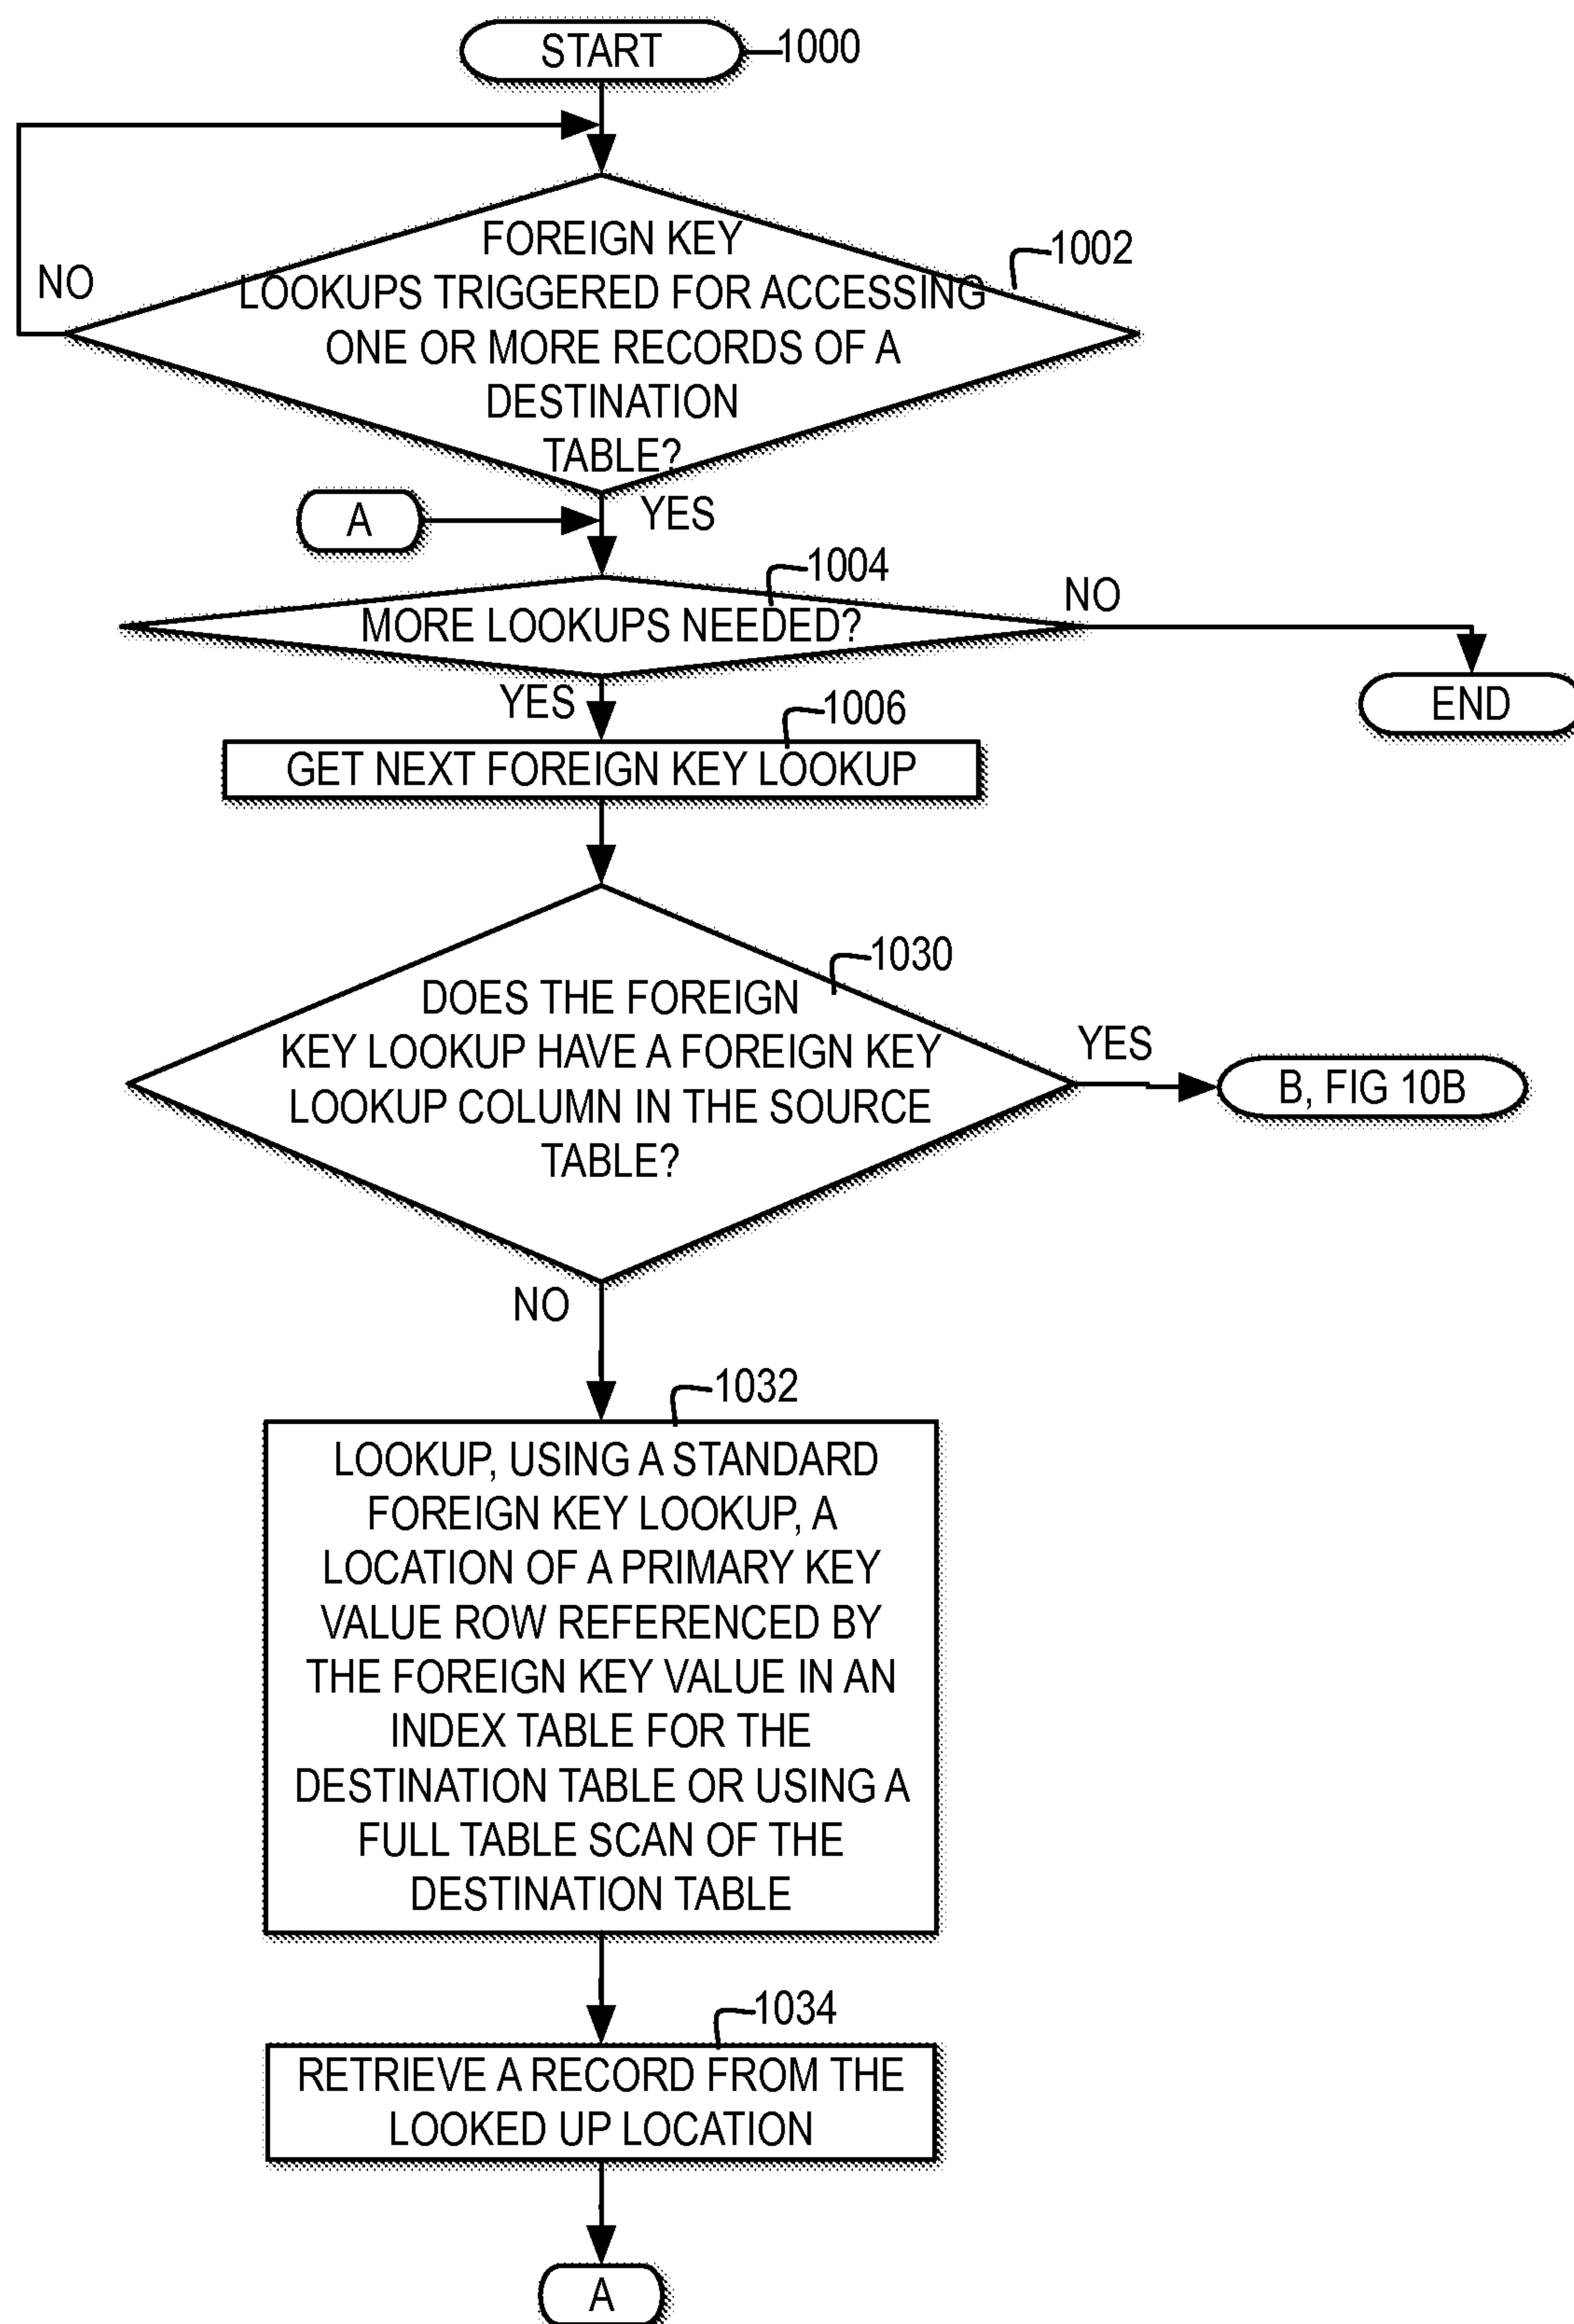 START
1000
FOREIGN KEY
LOOKUPS TRIGGERED FOR ACCESSING
ONE OR MORE RECORDS OF A
DESTINATION
TABLE?
1002
NO
A
YES
1004
MORE LOOKUPS NEEDED?
NO
END
YES
1006
GET NEXT FOREIGN KEY LOOKUP
1030
DOES THE FOREIGN
KEY LOOKUP HAVE A FOREIGN KEY
LOOKUP COLUMN IN THE SOURCE
TABLE?
YES
B, FIG 10B
NO
1032
LOOKUP, USING A STANDARD
FOREIGN KEY LOOKUP, A
LOCATION OF A PRIMARY KEY
VALUE ROW REFERENCED BY
THE FOREIGN KEY VALUE IN AN
INDEX TABLE FOR THE
DESTINATION TABLE OR USING A
FULL TABLE SCAN OF THE
DESTINATION TABLE
1034
RETRIEVE A RECORD FROM THE
LOOKED UP LOCATION
A